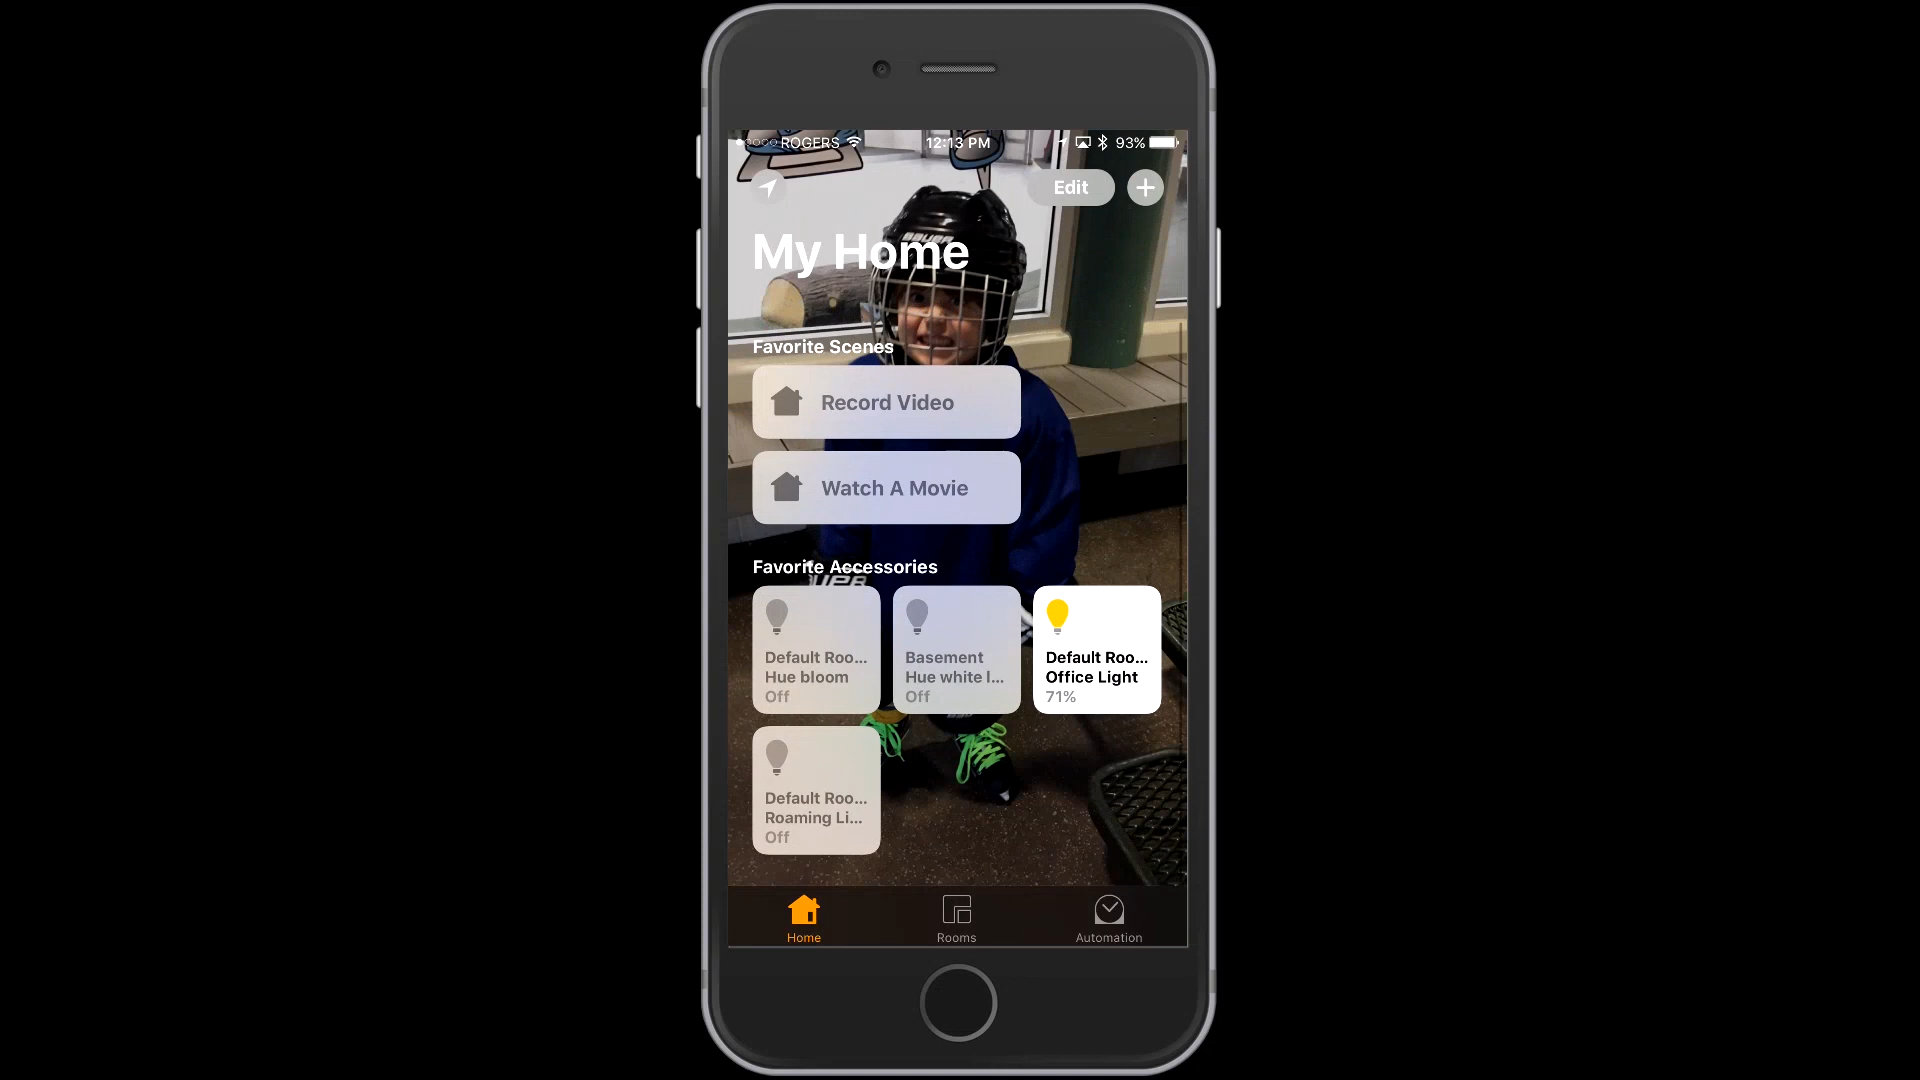 ROGERS 12:13 PM 93%
Edit
BAUER
My Home
Favorite Scenes
Record Video
Watch A Movie
Favorite Accessories
Default Roo...
Hue bloom
Off
Basement
Hue white l...
Off
Default Roo...
Office Light
71%
Default Roo...
Roaming Li...
Off
Home Rooms Automation